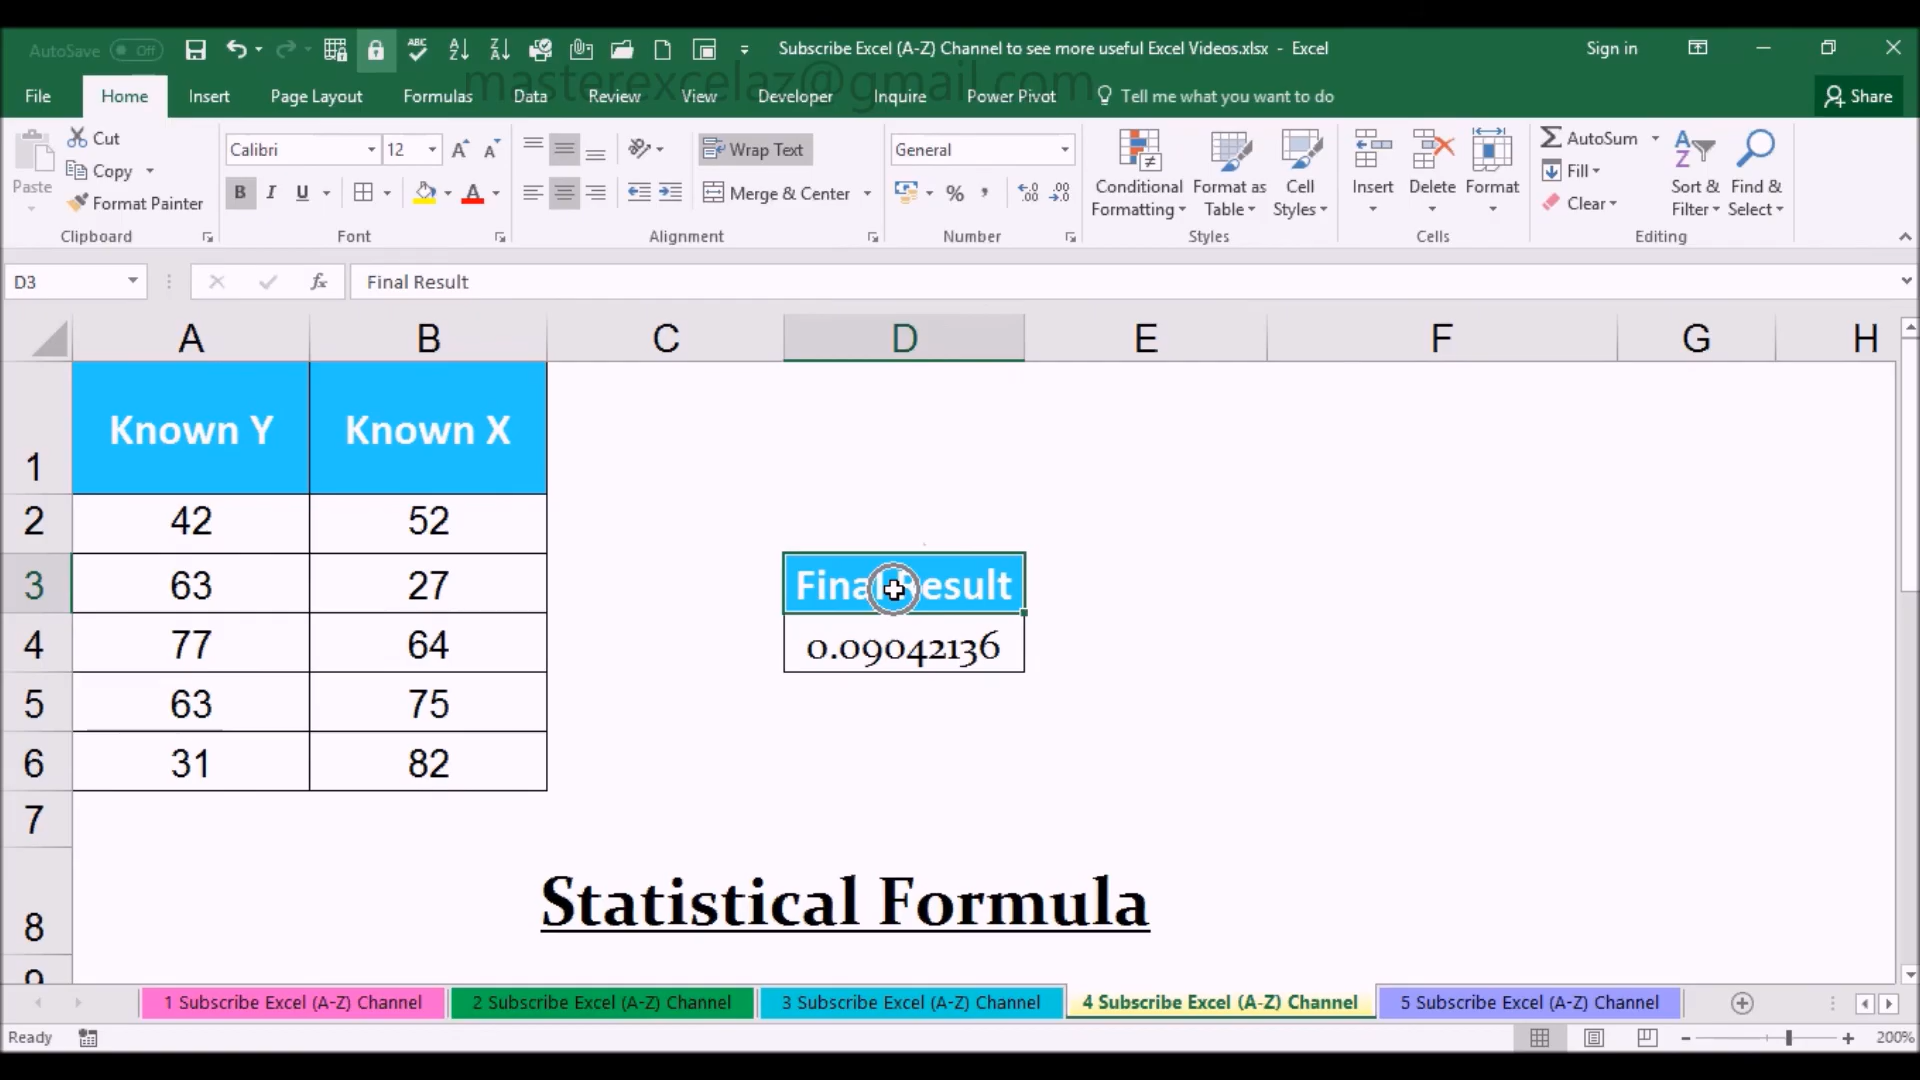 AutoSave Off
Subscribe Excel (A-Z) Channel to see more useful Excel Videos.xlsx - Excel
Sign in
masterexcelaz@gmail.com
File Home Insert Page Layout Formulas Data Review View Developer Inquire Power Pivot Tell me what you want to do Share
Paste
Cut
Copy
Format Painter
Clipboard
Calibri 12
B I U A
Font
Wrap Text
Merge & Center
Alignment
General
%
Number
Conditional Formatting
Format as Table
Cell Styles
Styles
Insert
Delete
Format
Cells
AutoSum
Fill
Clear
Sort & Filter
Find & Select
Editing
D3 fx Final Result
A B C D E F G H
1 Known Y Known X
2 42 52
3 63 27 Final Result
4 77 64 0.09042136
5 63 75
6 31 82
7
8 Statistical Formula
9
1 Subscribe Excel (A-Z) Channel
2 Subscribe Excel (A-Z) Channel
3 Subscribe Excel (A-Z) Channel
4 Subscribe Excel (A-Z) Channel
5 Subscribe Excel (A-Z) Channel
Ready
200%